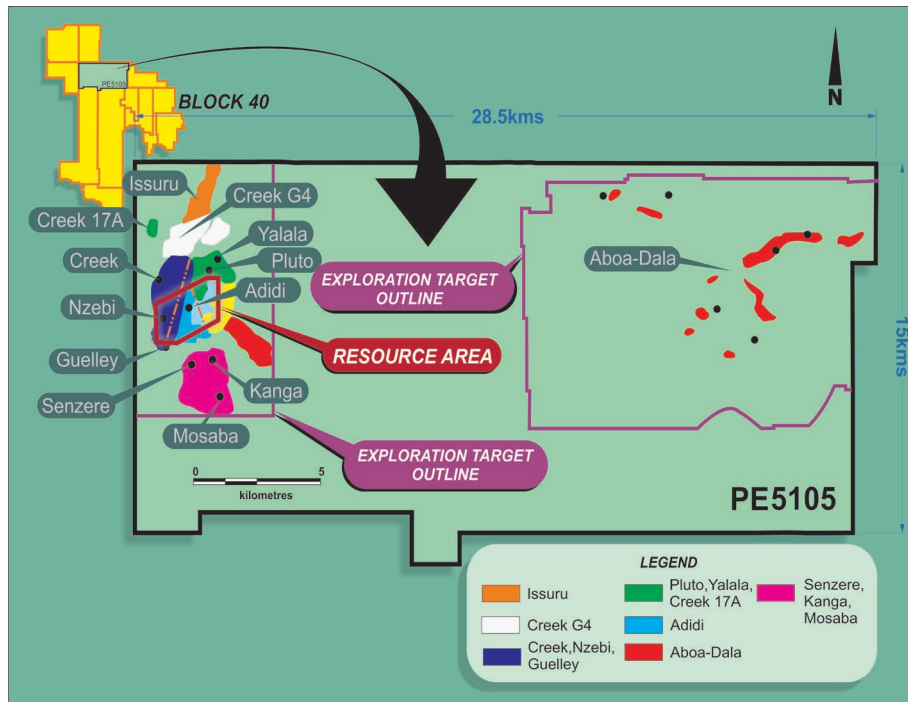 PE5105
BLOCK 40
28.5kms
N
Issuru
Creek G4
Creek 17A
Yalala
Creek
Pluto
Adidi
Nzebi
Guelley
Senzere
Kanga
Mosaba
EXPLORATION TARGET
OUTLINE
RESOURCE AREA
Aboa-Dala
15kms
EXPLORATION TARGET
OUTLINE
0 5
kilometres
PE5105
LEGEND
Issuru
Creek G4
Creek,Nzebi,
Guelley
Pluto,Yalala,
Creek 17A
Adidi
Aboa-Dala
Senzere,
Kanga,
Mosaba